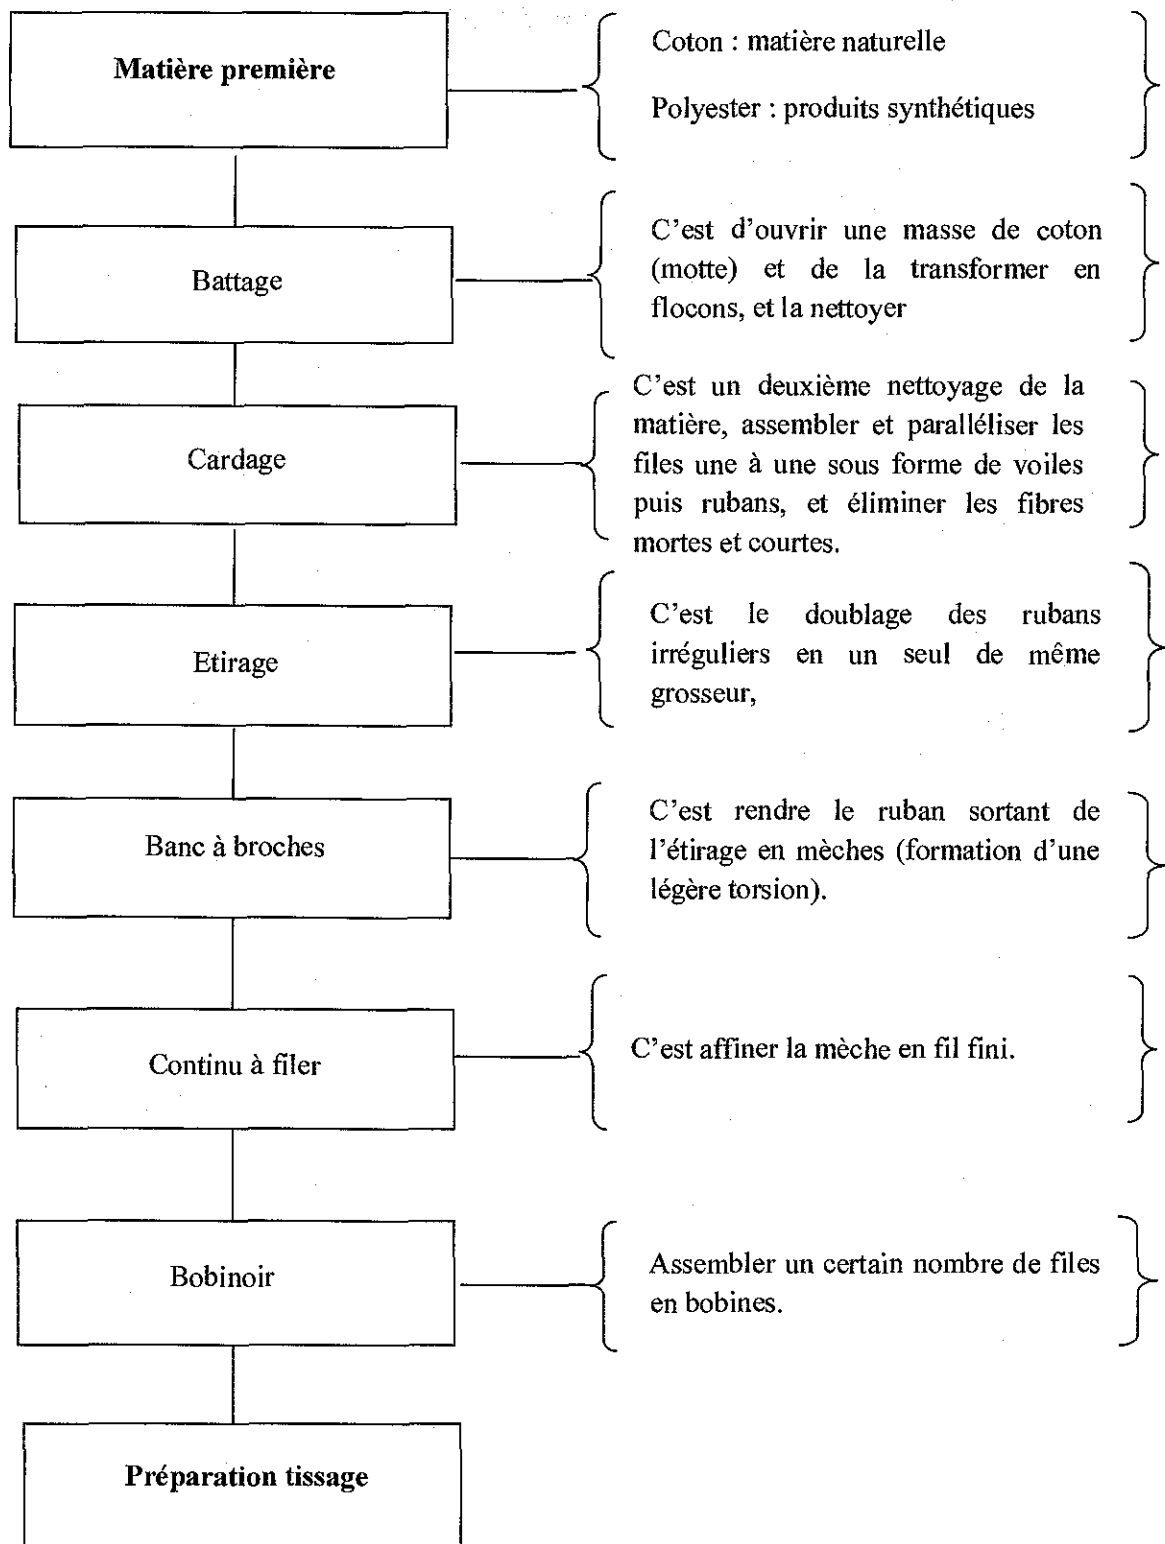 Matière première
Coton : matière naturelle
Polyester : produits synthétiques
Battage
C'est d'ouvrir une masse de coton
(motte) et de la transformer en
flocons, et la nettoyer
Cardage
C'est un deuxième nettoyage de la
matière, assembler et paralléliser les
files une à une sous forme de voiles
puis rubans, et éliminer les fibres
mortes et courtes.
Etirage
C'est le doublage des rubans
irréguliers en un seul de même
grosseur,
Banc à broches
C'est rendre le ruban sortant de
l'étirage en mèches (formation d'une
légère torsion).
Continu à filer
C'est affiner la mèche en fil fini.
Bobinoir
Assembler un certain nombre de files
en bobines.
Préparation tissage